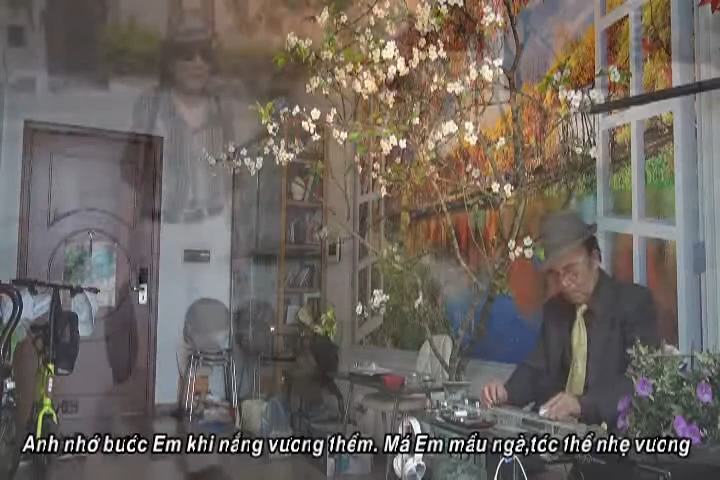 Anh nhớ bước Em khi nắng vương thềm. Má Em mầu ngà,tóc thề nhẹ vương